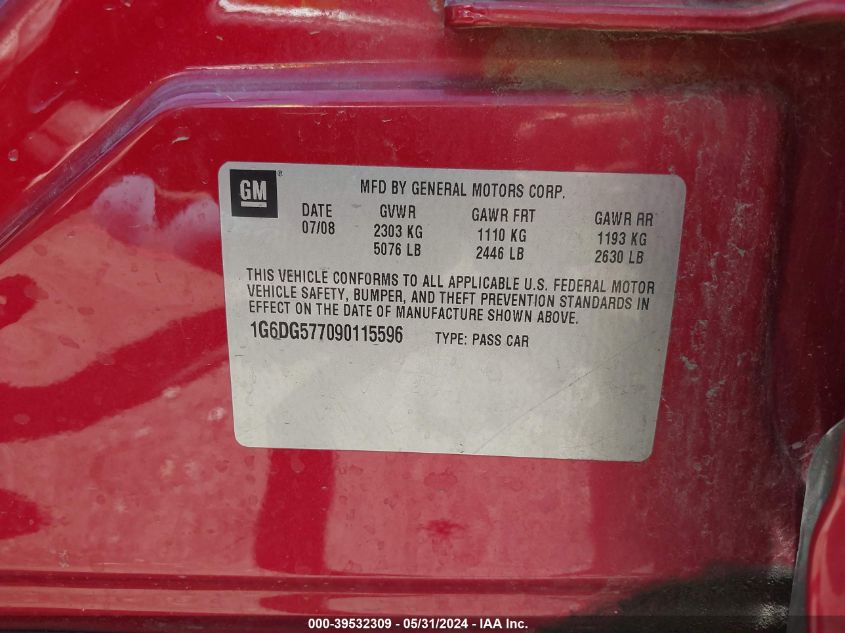 GM ®
MFD BY GENERAL MOTORS CORP.
DATE GVWR GAWR FRT GAWR RR
07/08 2303 KG 1110 KG 1193 KG
5076 LB 2446 LB 2630 LB
THIS VEHICLE CONFORMS TO ALL APPLICABLE U.S. FEDERAL MOTOR
VEHICLE SAFETY, BUMPER, AND THEFT PREVENTION STANDARDS IN
EFFECT ON THE DATE OF MANUFACTURE SHOWN ABOVE.
1G6DG577090115596 TYPE: PASS CAR
000-39532309 - 05/31/2024 - IAA Inc.